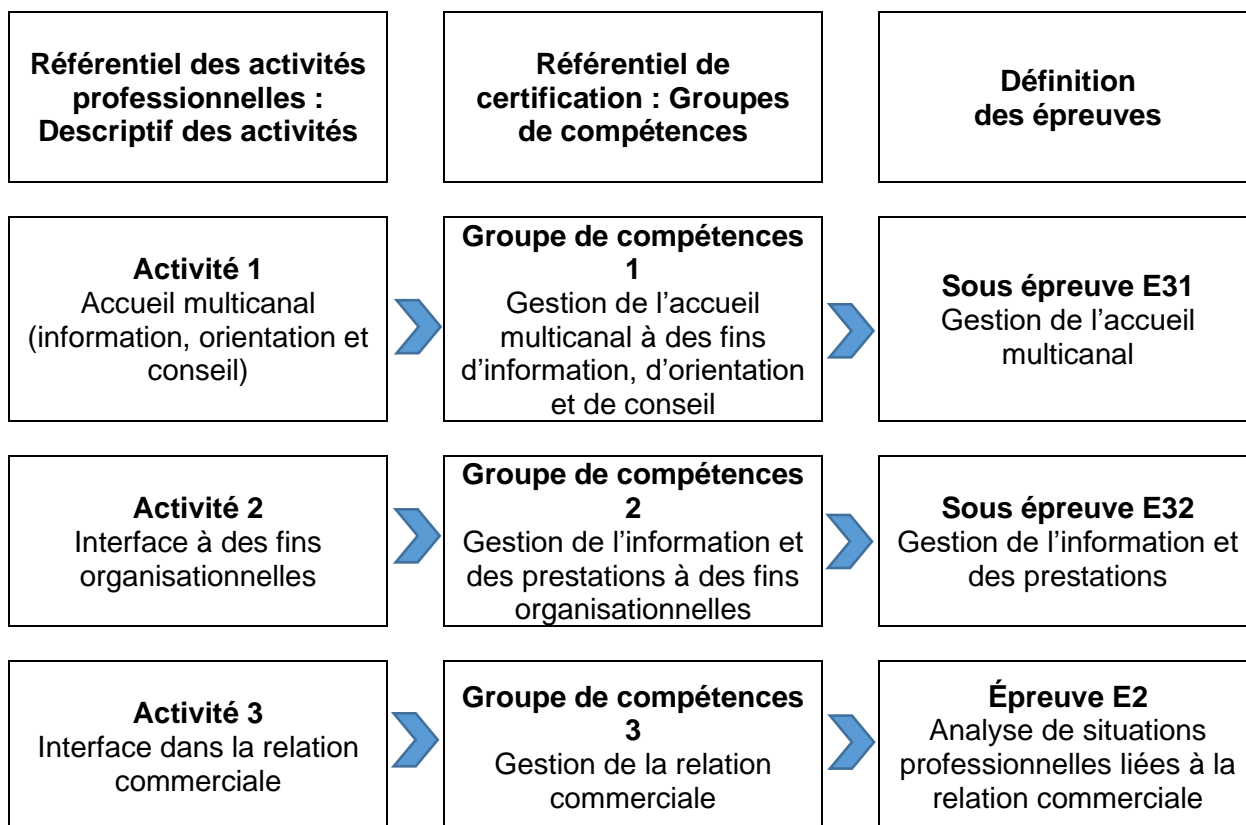 Référentiel des activités
professionnelles :
Descriptif des activités
Référentiel de
certification : Groupes
de compétences
Définition
des épreuves
Activité 1
Accueil multicanal
(information, orientation et
conseil)
Groupe de compétences
1
Gestion de l’accueil
multicanal à des fins
d’information, d’orientation
et de conseil
Sous épreuve E31
Gestion de l’accueil
multicanal
Activité 2
Interface à des fins
organisationnelles
Groupe de compétences
2
Gestion de l’information et
des prestations à des fins
organisationnelles
Sous épreuve E32
Gestion de l’information et
des prestations
Activité 3
Interface dans la relation
commerciale
Groupe de compétences
3
Gestion de la relation
commerciale
Épreuve E2
Analyse de situations
professionnelles liées à la
relation commerciale